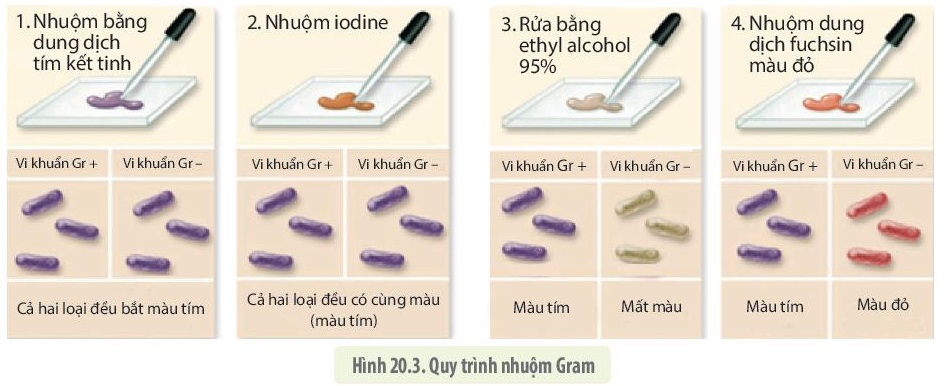 1. Nhuộm bằng
dung dịch
tím kết tinh
Vi khuẩn Gr +
Vi khuẩn Gr –
Cả hai loại đều bắt màu tím
2. Nhuộm iodine
Vi khuẩn Gr +
Vi khuẩn Gr –
Cả hai loại đều có cùng màu
(màu tím)
3. Rửa bằng
ethyl alcohol
95%
Vi khuẩn Gr +
Vi khuẩn Gr –
Màu tím
Mất màu
4. Nhuộm dung
dịch fuchsin
màu đỏ
Vi khuẩn Gr +
Vi khuẩn Gr –
Màu tím
Màu đỏ
Hình 20.3. Quy trình nhuộm Gram